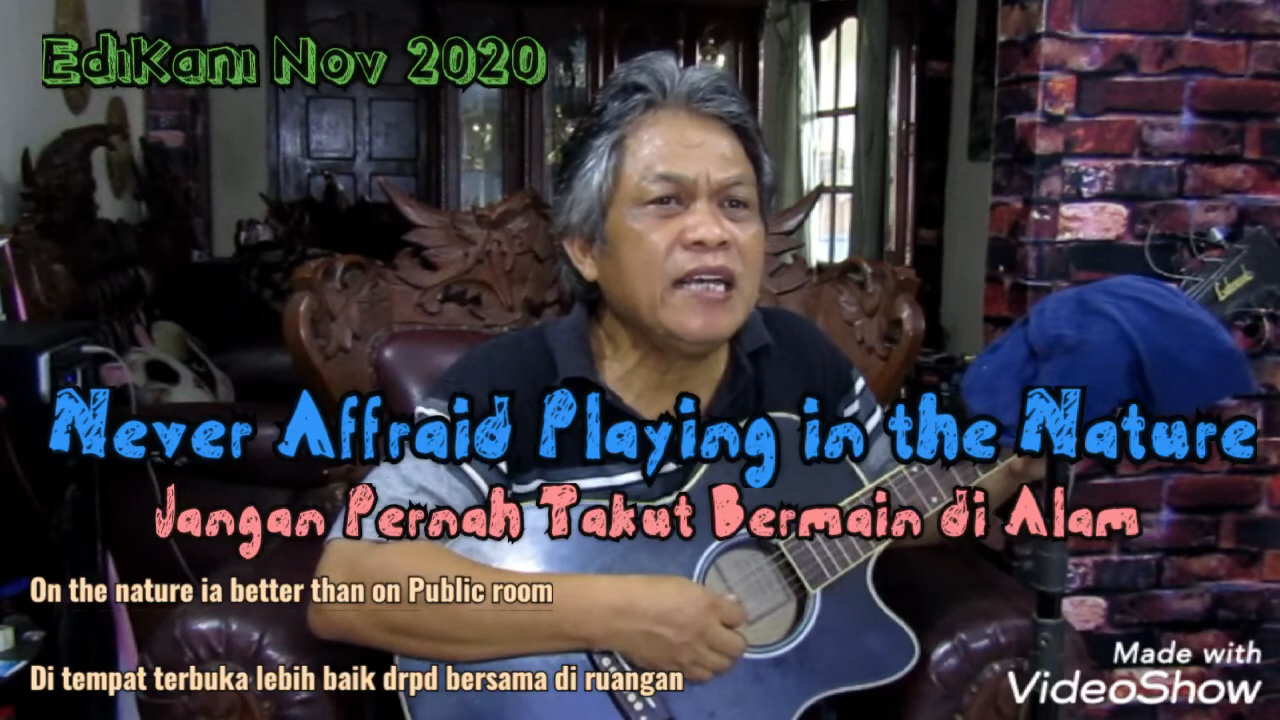 EdiKani Nov 2020
Never Affraid Playing in the Nature
Jangan Pernah Takut Bermain di Alam
On the nature ia better than on Public room
Di tempat terbuka lebih baik drpd bersama di ruangan
Made with
VideoShow